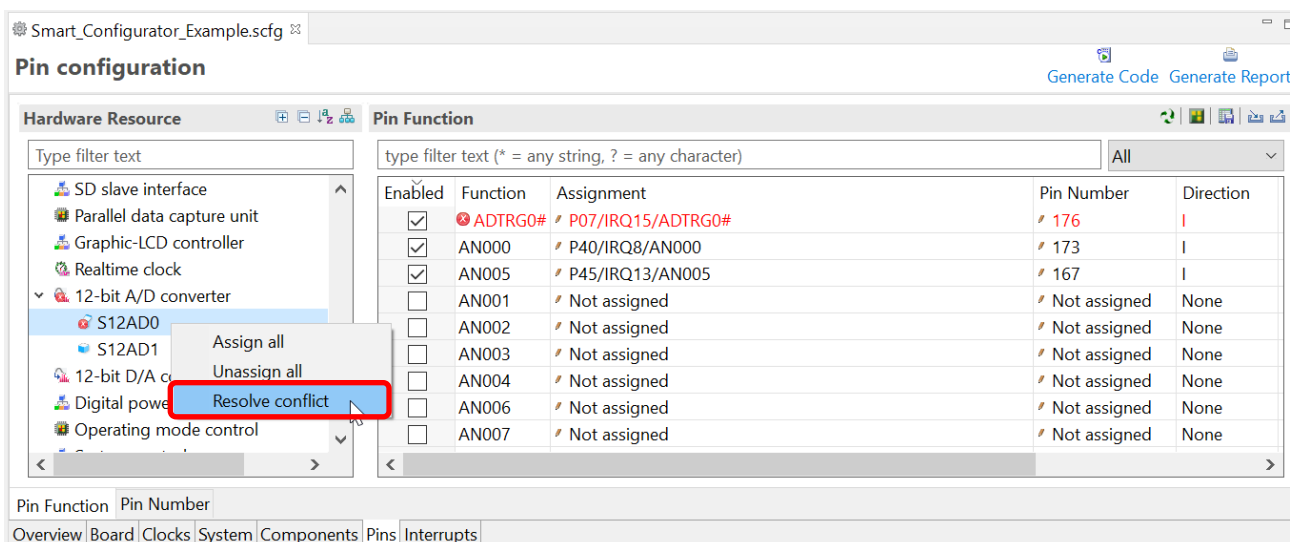 Smart_Configurator_Example.scfg
Pin configuration
Generate Code Generate Report
Hardware Resource
Pin Function
Type filter text
type filter text (* = any string, ? = any character)
All
SD slave interface
Parallel data capture unit
Graphic-LCD controller
Realtime clock
12-bit A/D converter
S12AD0
S12AD1
12-bit D/A
Digital powe
Operating mode control
Assign all
Unassign all
Resolve conflict
Enabled Function Assignment Pin Number Direction
ADTRG0# P07/IRQ15/ADTRG0# 176 I
AN000 P40/IRQ8/AN000 173 I
AN005 P45/IRQ13/AN005 167 I
AN001 Not assigned Not assigned None
AN002 Not assigned Not assigned None
AN003 Not assigned Not assigned None
AN004 Not assigned Not assigned None
AN006 Not assigned Not assigned None
AN007 Not assigned Not assigned None
Pin Function Pin Number
Overview Board Clocks System Components Pins Interrupts